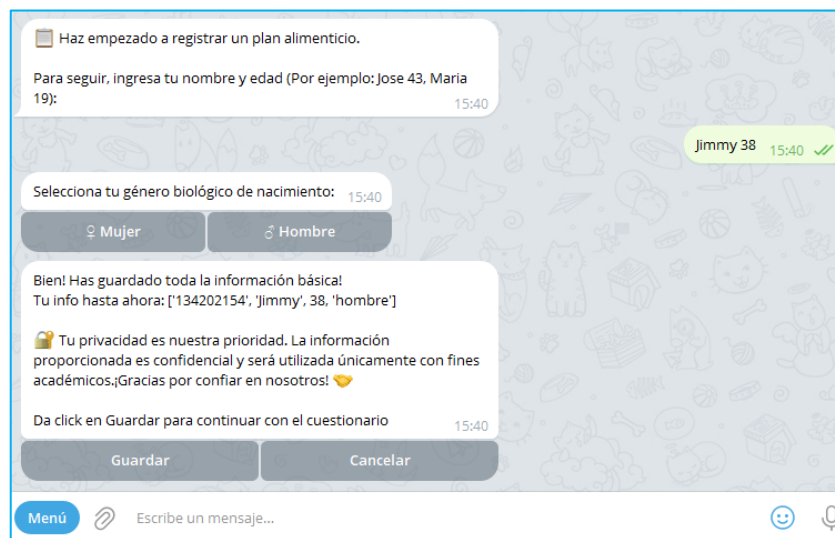 📋 Haz empezado a registrar un plan alimenticio.
Para seguir, ingresa tu nombre y edad (Por ejemplo: Jose 43, Maria
19):
15:40
Jimmy 38 15:40
Selecciona tu género biológico de nacimiento: 15:40
♀ Mujer
♂ Hombre
Bien! Has guardado toda la información básica!
Tu info hasta ahora: ['134202154', 'Jimmy', 38, 'hombre']
🔐 Tu privacidad es nuestra prioridad. La información
proporcionada es confidencial y será utilizada únicamente con fines
académicos.¡Gracias por confiar en nosotros! 🤝
Da click en Guardar para continuar con el cuestionario
15:40
Guardar
Cancelar
Menú
Escribe un mensaje...